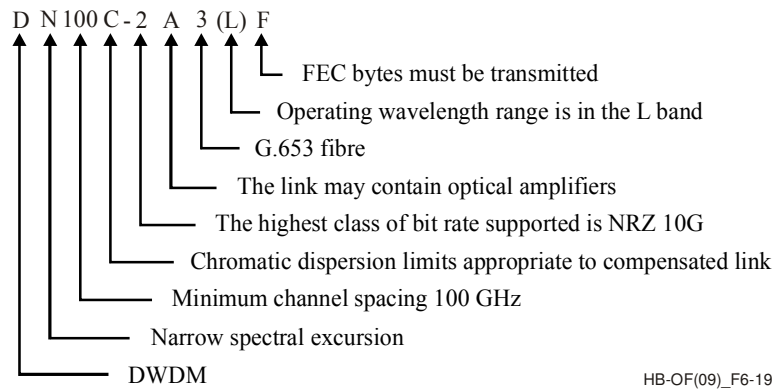 D N 100 C - 2 A 3 (L) F
FEC bytes must be transmitted
Operating wavelength range is in the L band
G.653 fibre
The link may contain optical amplifiers
The highest class of bit rate supported is NRZ 10G
Chromatic dispersion limits appropriate to compensated link
Minimum channel spacing 100 GHz
Narrow spectral excursion
DWDM
HB-OF(09)_F6-19